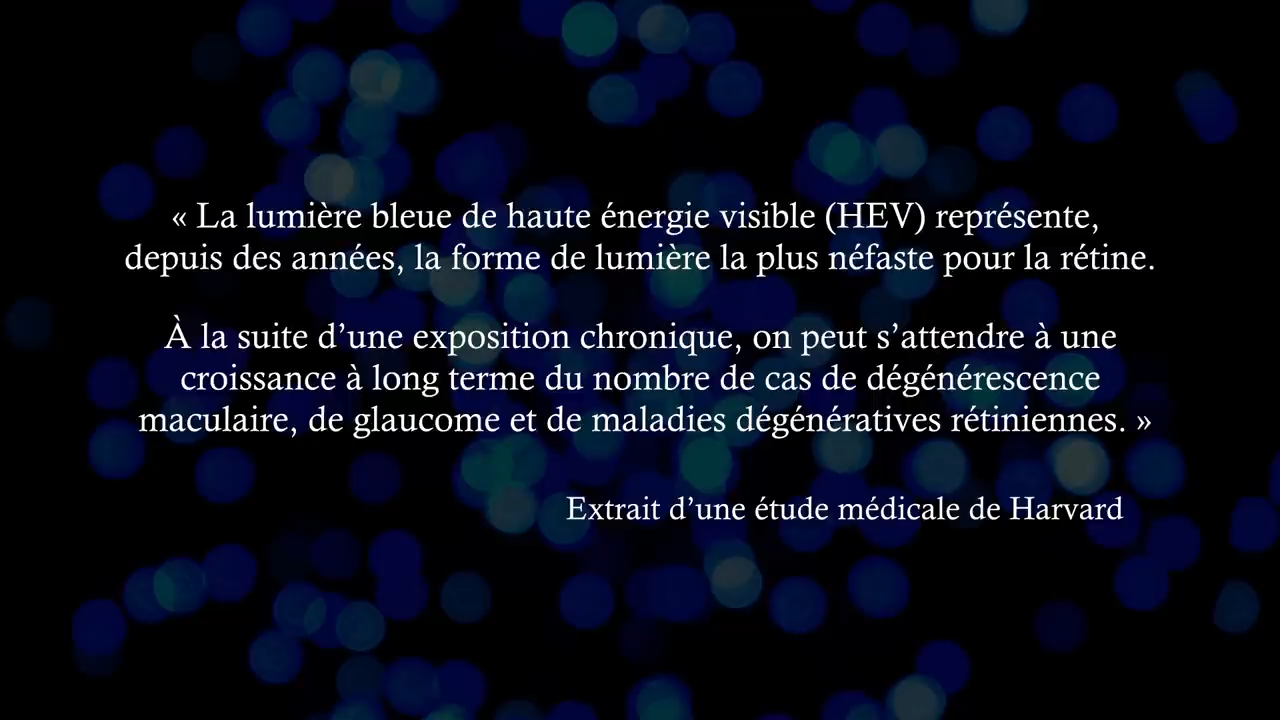 « La lumière bleue de haute énergie visible (HEV) représente,
depuis des années, la forme de lumière la plus néfaste pour la rétine.
À la suite d’une exposition chronique, on peut s’attendre à une
croissance à long terme du nombre de cas de dégénérescence
maculaire, de glaucome et de maladies dégénératives rétiniennes. »
Extrait d’une étude médicale de Harvard